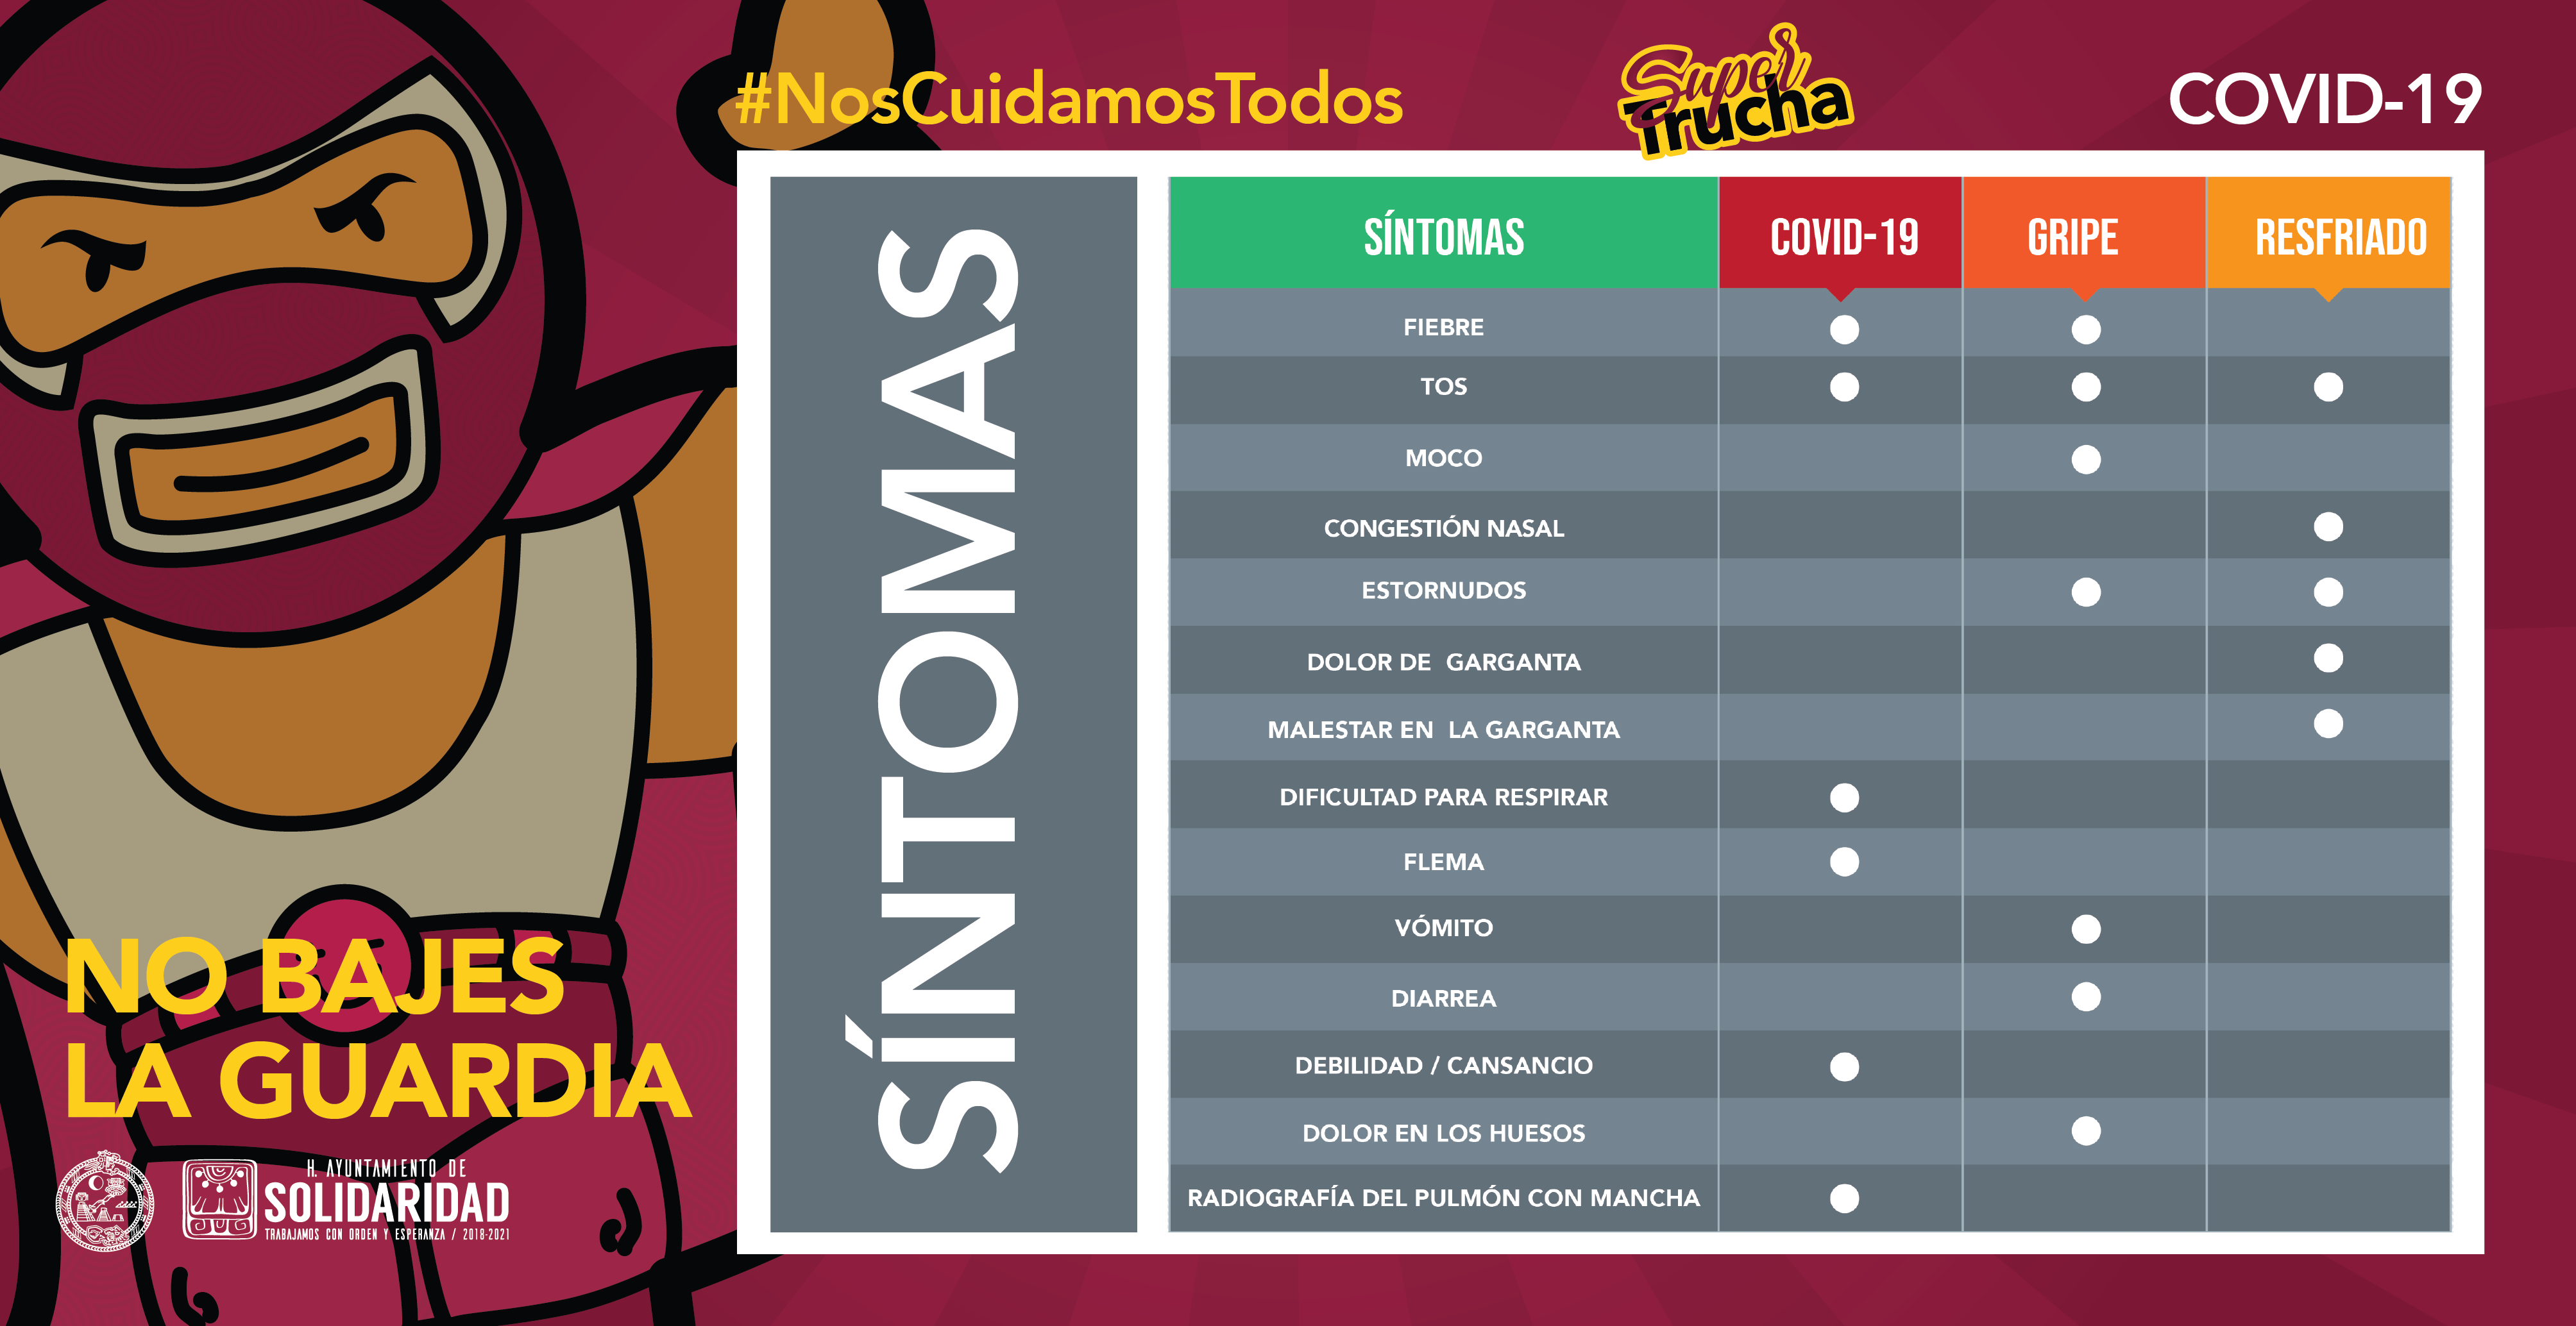 #NosCuidamosTodos
Super
Trucha
COVID-19
SÍNTOMAS
SÍNTOMAS COVID-19 GRIPE RESFRIADO
FIEBRE
TOS
MOCO
CONGESTIÓN NASAL
ESTORNUDOS
DOLOR DE GARGANTA
MALESTAR EN LA GARGANTA
DIFICULTAD PARA RESPIRAR
FLEMA
VÓMITO
DIARREA
DEBILIDAD / CANSANCIO
DOLOR EN LOS HUESOS
RADIOGRAFÍA DEL PULMÓN CON MANCHA
NO BAJES
LA GUARDIA
H. AYUNTAMIENTO DE
SOLIDARIDAD
TRABAJAMOS CON ORDEN Y ESPERANZA / 2018-2021